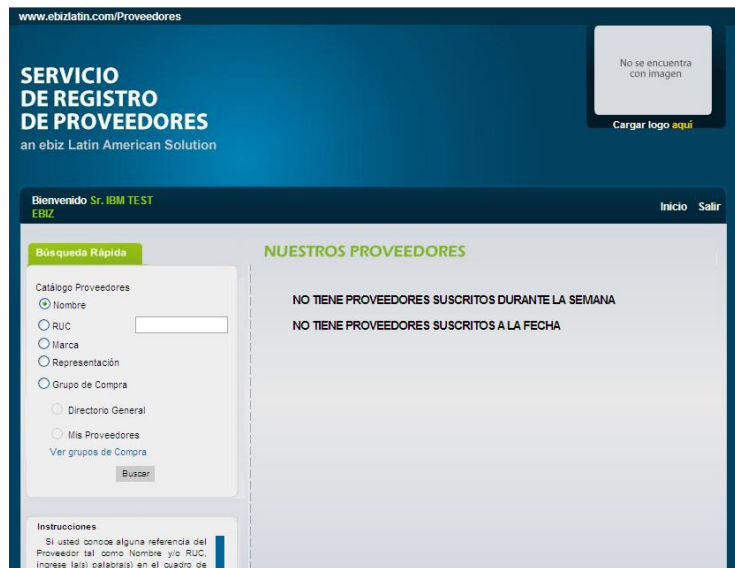 www.ebizlatin.com/Proveedores
No se encuentra
con imagen
Cargar logo aquí
SERVICIO
DE REGISTRO
DE PROVEEDORES
an ebiz Latin American Solution
Bienvenido Sr. IBM TEST
EBIZ
Inicio Salir
Búsqueda Rápida
NUESTROS PROVEEDORES
Catálogo Proveedores
Nombre
RUC
Marca
Representación
Grupo de Compra
Directorio General
Mis Proveedores
Ver grupos de Compra
Buscar
NO TIENE PROVEEDORES SUSCRITOS DURANTE LA SEMANA
NO TIENE PROVEEDORES SUSCRITOS A LA FECHA
Instrucciones
Si usted conoce alguna referencia del
Proveedor tal como Nombre y/o RUC,
ingrese la(s) palabra(s) en el cuadro de